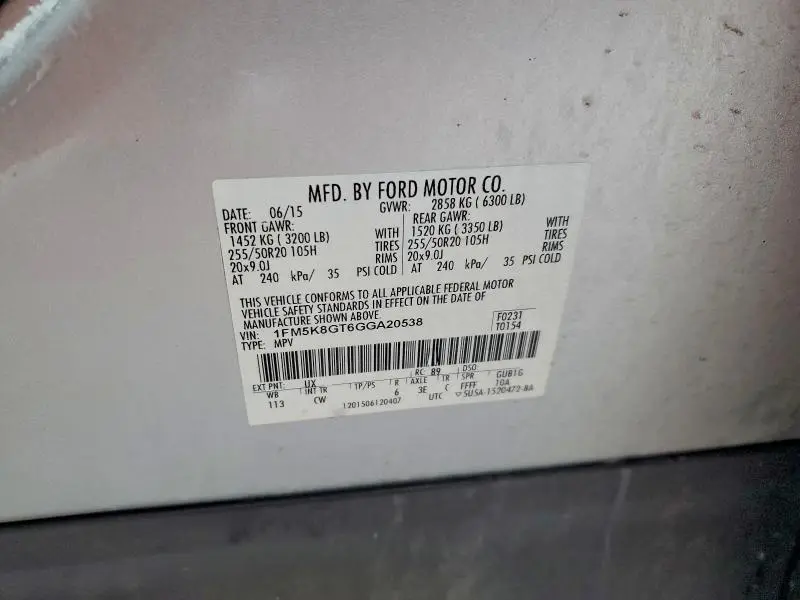 MFD. BY FORD MOTOR CO.
DATE: 06/15 GVWR: 2858 KG ( 6300 LB)
FRONT GAWR: REAR GAWR:
1452 KG ( 3200 LB) WITH 1520 KG ( 3350 LB) WITH
255/50R20 105H TIRES 255/50R20 105H TIRES
20x9.0J RIMS 20x9.0J RIMS
AT 240 kPa/ 35 PSI COLD AT 240 kPa/ 35 PSI COLD
THIS VEHICLE CONFORMS TO ALL APPLICABLE FEDERAL MOTOR
VEHICLE SAFETY STANDARDS IN EFFECT ON THE DATE OF
MANUFACTURE SHOWN ABOVE.
VIN: 1FM5K8GT6GGA20538 F0231
TYPE: MPV T0154
EXT PNT: UX RC: 89 DSO:
WB INT TR TP/PS R AXLE TR SPR GUB1G
113 CW 6 3E C FFFF 10A
1201506120407 UTC 5U5A-1520472-BA